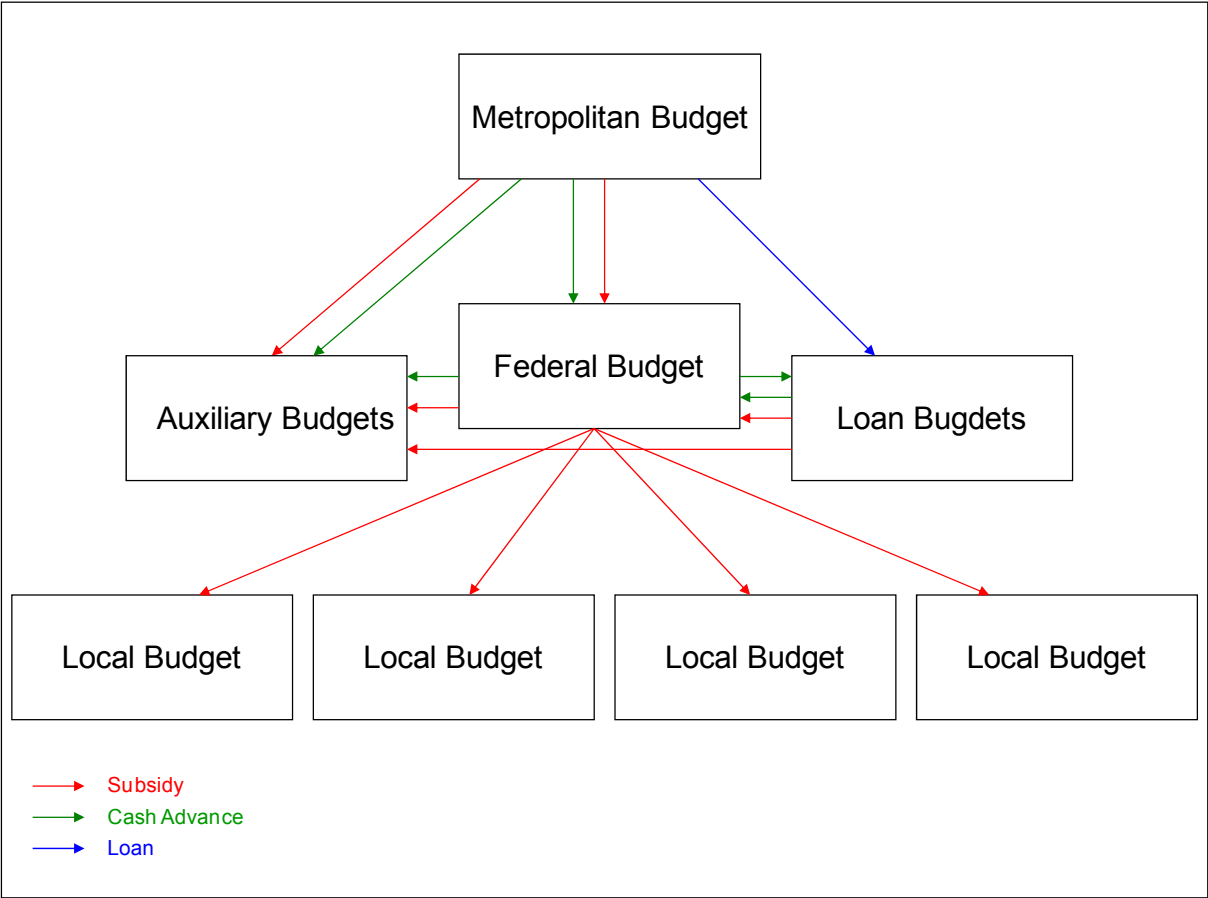 Metropolitan Budget
Federal Budget
Auxiliary Budgets
Loan Bugdets
Local Budget
Local Budget
Local Budget
Local Budget
Subsidy
Cash Advance
Loan